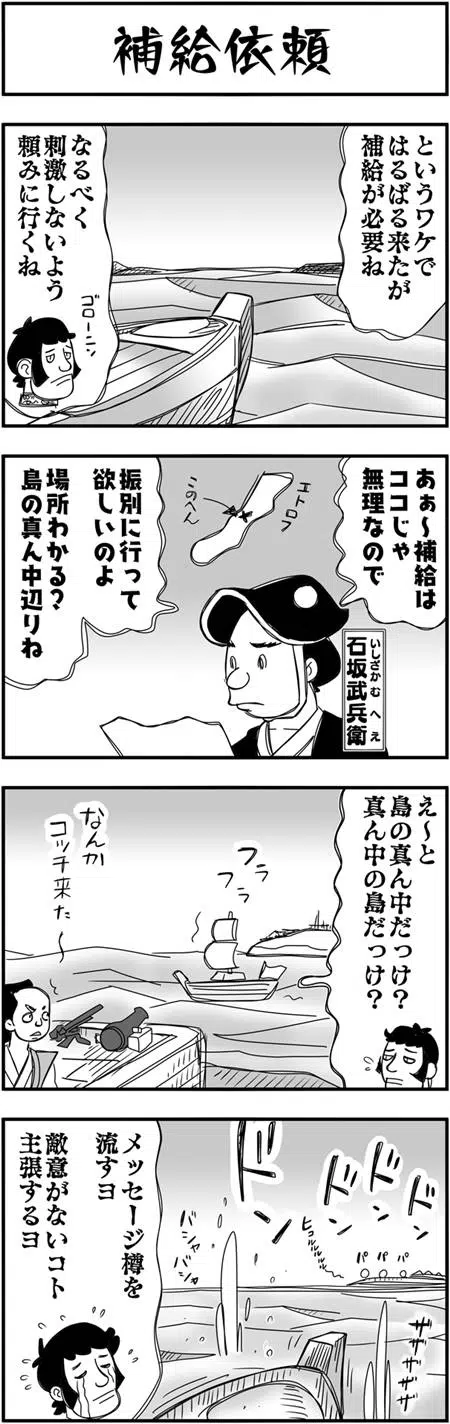 補給依頼
というワケで
はるばる来たが
補給が必要ね
なるべく
刺激しないよう
頼みに行くね
ゴローニン
あぁ～補給は
ココじゃ
無理なので
エトロフ
このへん
振別に行って
欲しいのよ
場所わかる？
島の真ん中辺りね
いしざかむへえ
石坂武兵衛
え～と
島の真ん中だっけ？
真ん中の島だっけ？
フラ
フラ
なんか
コッチ来た～
ドドン
ドン
ヒョルルルル
パパパ
バシャ
バシャ
ザザザザ
メッセージ樽を
流すヨ
敵意がないコト
主張するヨ